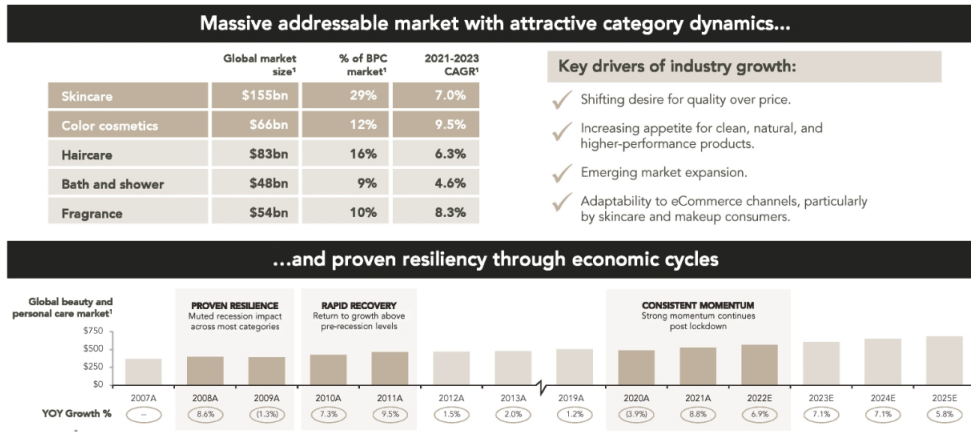 Massive addressable market with attractive category dynamics...
Global market size¹ % of BPC market¹ 2021-2023 CAGR¹
Skincare $155bn 29% 7.0%
Color cosmetics $66bn 12% 9.5%
Haircare $83bn 16% 6.3%
Bath and shower $48bn 9% 4.6%
Fragrance $54bn 10% 8.3%
Key drivers of industry growth:
Shifting desire for quality over price.
Increasing appetite for clean, natural, and
higher-performance products.
Emerging market expansion.
Adaptability to eCommerce channels, particularly
by skincare and makeup consumers.
...and proven resiliency through economic cycles
Global beauty and
personal care market¹
PROVEN RESILIENCE
Muted recession impact
across most categories
RAPID RECOVERY
Return to growth above
pre-recession levels
CONSISTENT MOMENTUM
Strong momentum continues
post lockdown
$750
$500
$250
$0
2007A 2008A 2009A 2010A 2011A 2012A 2013A 2019A 2020A 2021A 2022E 2023E 2024E 2025E
YOY Growth % -- 8.6% (1.3%) 7.3% 9.5% 1.5% 2.0% 1.2% (3.9%) 8.8% 6.9% 7.1% 7.1% 5.8%